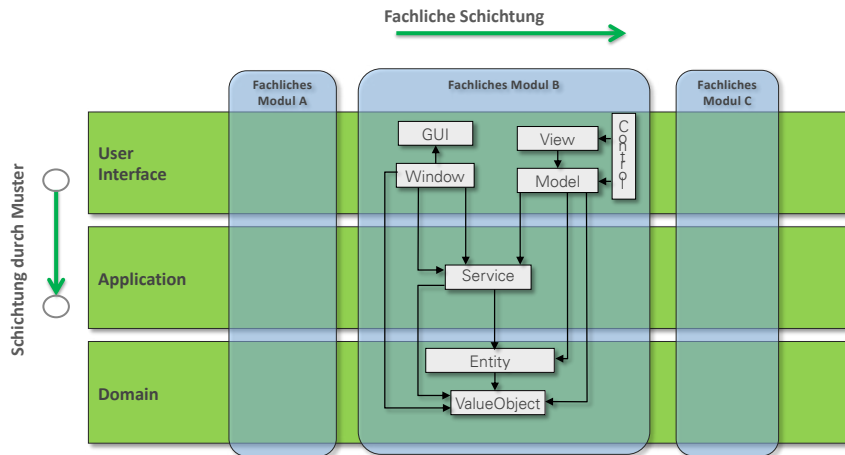 Fachliche Schichtung
Fachliches
Modul A
Fachliches Modul B
Fachliches
Modul C
Schichtung durch Muster
User
Interface
GUI
View
Control
Window
Model
Application
Service
Domain
Entity
ValueObject